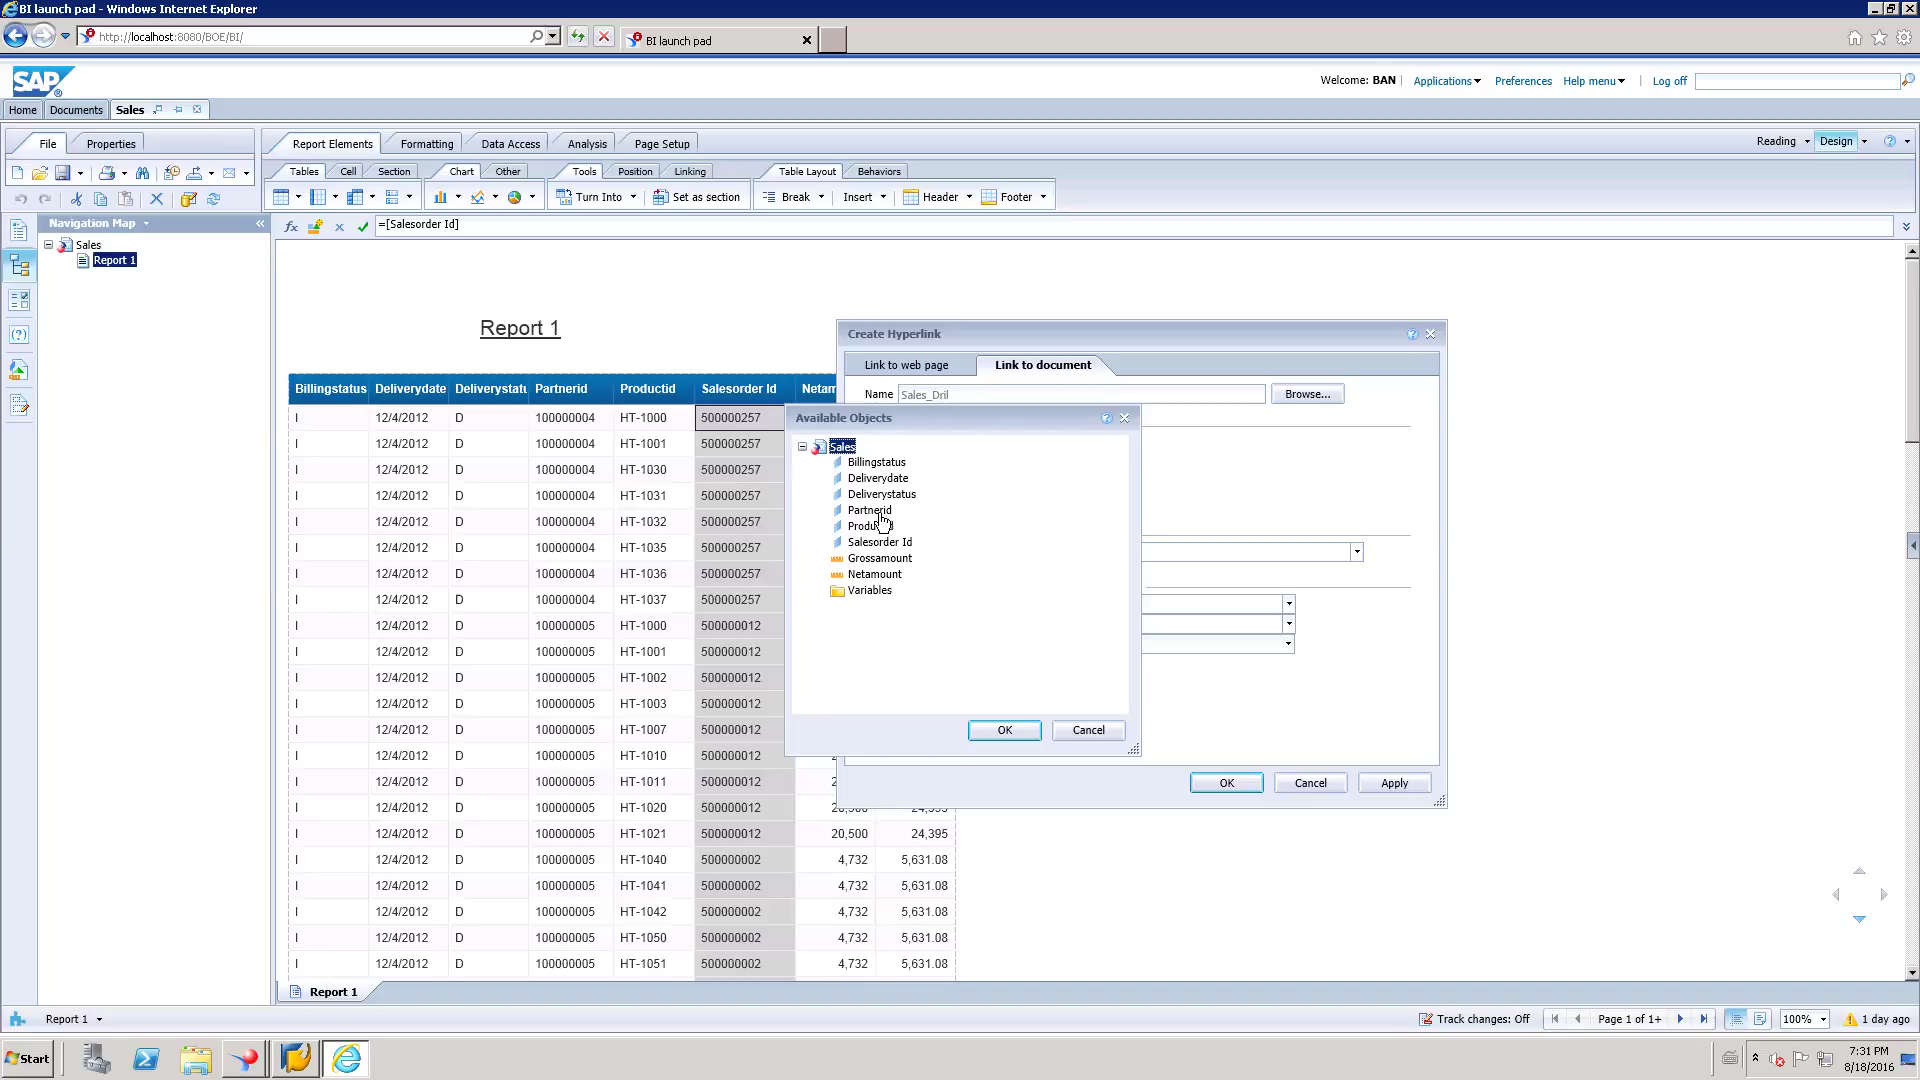 BI launch pad - Windows Internet Explorer
http://localhost:8080/BOE/BI/
BI launch pad
SAP
Welcome: BAN
Applications
Preferences
Help menu
Log off
Home
Documents
Sales
File
Properties
Report Elements
Formatting
Data Access
Analysis
Page Setup
Reading
Design
Tables
Cell
Section
Chart
Other
Tools
Position
Linking
Table Layout
Behaviors
Turn Into
Set as section
Break
Insert
Header
Footer
Navigation Map
=[Salesorder Id]
Sales
Report 1
Report 1
Billingstatus Deliverydate Deliverystatu Partnerid Productid Salesorder Id Netam
I 12/4/2012 D 100000004 HT-1000 500000257
I 12/4/2012 D 100000004 HT-1001 500000257
I 12/4/2012 D 100000004 HT-1030 500000257
I 12/4/2012 D 100000004 HT-1031 500000257
I 12/4/2012 D 100000004 HT-1032 500000257
I 12/4/2012 D 100000004 HT-1035 500000257
I 12/4/2012 D 100000004 HT-1036 500000257
I 12/4/2012 D 100000004 HT-1037 500000257
I 12/4/2012 D 100000005 HT-1000 500000012
I 12/4/2012 D 100000005 HT-1001 500000012
I 12/4/2012 D 100000005 HT-1002 500000012
I 12/4/2012 D 100000005 HT-1003 500000012
I 12/4/2012 D 100000005 HT-1007 500000012
I 12/4/2012 D 100000005 HT-1010 500000012
I 12/4/2012 D 100000005 HT-1011 500000012
I 12/4/2012 D 100000005 HT-1020 500000012
I 12/4/2012 D 100000005 HT-1021 500000012 20,500 24,395
I 12/4/2012 D 100000005 HT-1040 500000002 4,732 5,631.08
I 12/4/2012 D 100000005 HT-1041 500000002 4,732 5,631.08
I 12/4/2012 D 100000005 HT-1042 500000002 4,732 5,631.08
I 12/4/2012 D 100000005 HT-1050 500000002 4,732 5,631.08
I 12/4/2012 D 100000005 HT-1051 500000002 4,732 5,631.08
Create Hyperlink
Link to web page
Link to document
Name
Sales_Dril
Browse...
Available Objects
Sales
Billingstatus
Deliverydate
Deliverystatus
Partnerid
Salesorder Id
Grossamount
Netamount
Variables
OK
Cancel
OK
Cancel
Apply
Report 1
Report 1
Track changes: Off
Page 1 of 1+
100%
1 day ago
Start
7:31 PM
8/18/2016